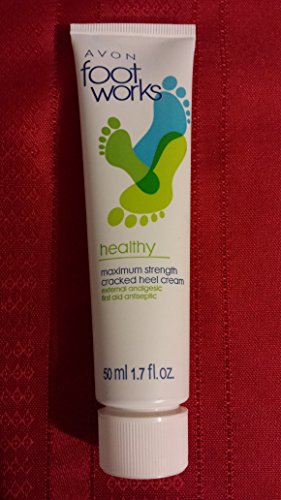 AVON
foot
works
healthy
maximum strength
cracked heel cream
external analgesic
first aid antiseptic
50 ml 1.7 fl. oz.